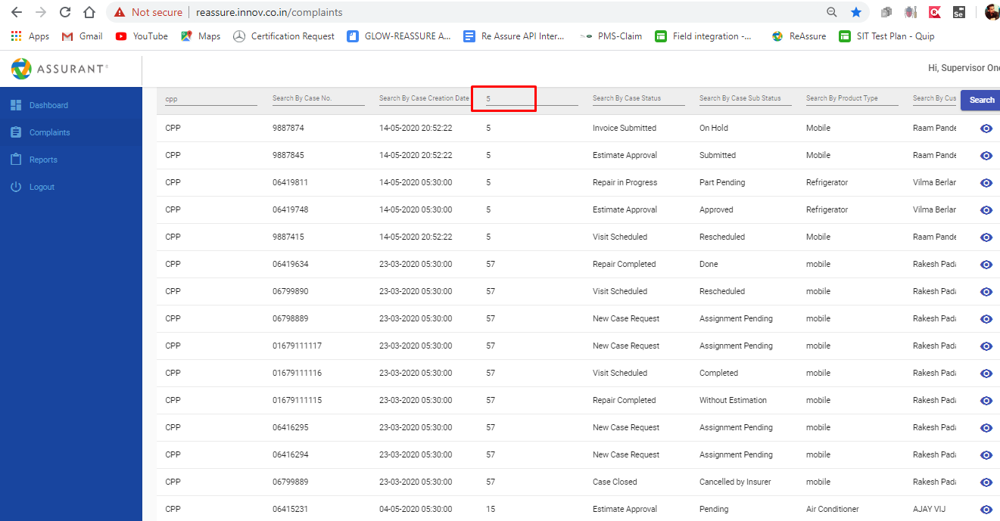 Not secure | reassure.innov.co.in/complaints
Apps Gmail YouTube Maps Certification Request GLOW-REASSURE A... Re Assure API Inter... PMS-Claim Field integration -... ReAssure SIT Test Plan - Quip
ASSURANT® Hi, Supervisor One
Dashboard
Complaints
Reports
Logout
cpp Search By Case No. Search By Case Creation Date 5 Search By Case Status Search By Case Sub Status Search By Product Type Search By Cus Search
CPP 9887874 14-05-2020 20:52:22 5 Invoice Submitted On Hold Mobile Raam Pande
CPP 9887845 14-05-2020 20:52:22 5 Estimate Approval Submitted Mobile Raam Pande
CPP 06419811 14-05-2020 05:30:00 5 Repair in Progress Part Pending Refrigerator Vilma Berlar
CPP 06419748 14-05-2020 05:30:00 5 Estimate Approval Approved Refrigerator Vilma Berlar
CPP 9887415 14-05-2020 20:52:22 5 Visit Scheduled Rescheduled Mobile Raam Pande
CPP 06419634 23-03-2020 05:30:00 57 Repair Completed Done mobile Rakesh Pada
CPP 06799890 23-03-2020 05:30:00 57 Visit Scheduled Rescheduled mobile Rakesh Pada
CPP 06798889 23-03-2020 05:30:00 57 New Case Request Assignment Pending mobile Rakesh Pada
CPP 01679111117 23-03-2020 05:30:00 57 New Case Request Assignment Pending mobile Rakesh Pada
CPP 01679111116 23-03-2020 05:30:00 57 Visit Scheduled Completed mobile Rakesh Pada
CPP 01679111115 23-03-2020 05:30:00 57 Repair Completed Without Estimation mobile Rakesh Pada
CPP 06416295 23-03-2020 05:30:00 57 New Case Request Assignment Pending mobile Rakesh Pada
CPP 06416294 23-03-2020 05:30:00 57 New Case Request Assignment Pending mobile Rakesh Pada
CPP 06799889 23-03-2020 05:30:00 57 Case Closed Cancelled by Insurer mobile Rakesh Pada
CPP 06415231 04-05-2020 05:30:00 15 Estimate Approval Pending Air Conditioner AJAY VIJ